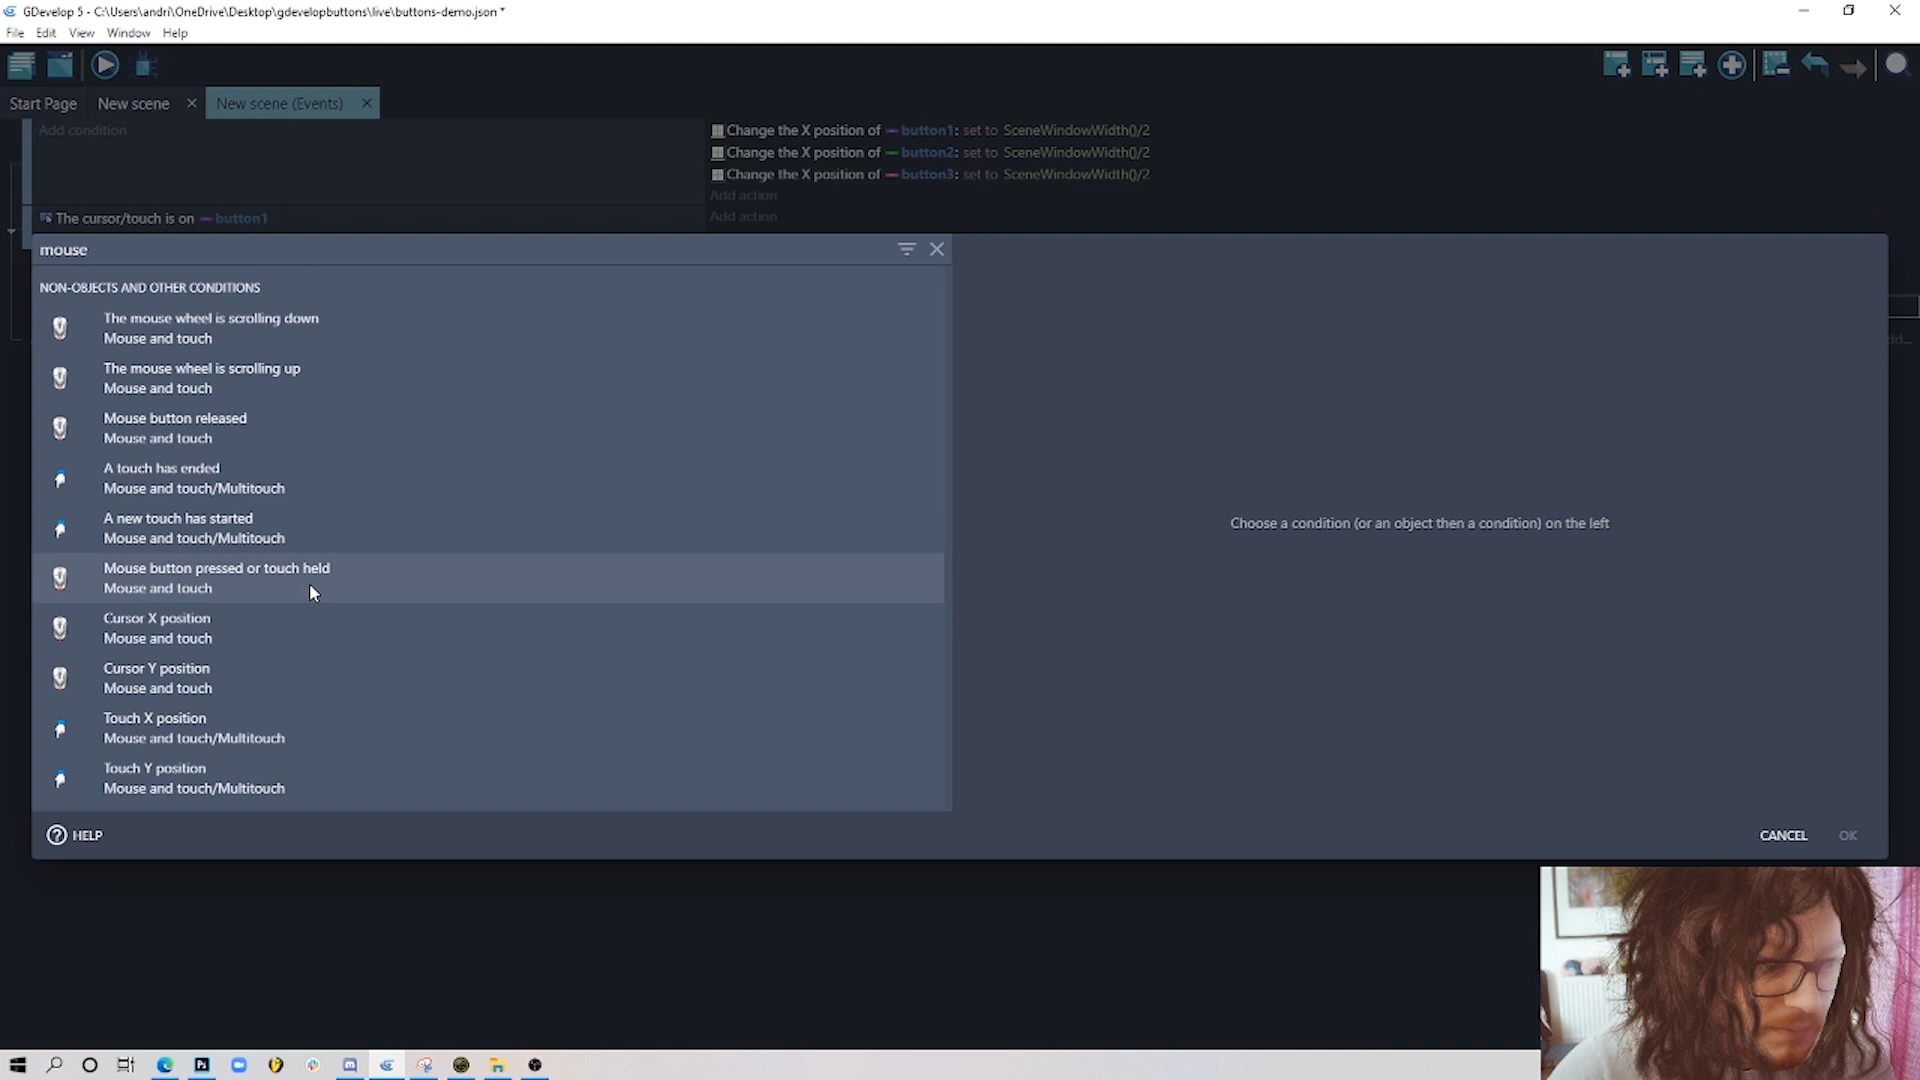 GDevelop 5 - C:\Users\andri\OneDrive\Desktop\gdevelopbuttons\live\buttons-demo.json *
File Edit View Window Help
Start Page New scene New scene (Events)
Add condition
Change the X position of button1: set to SceneWindowWidth()/2
Change the X position of button2: set to SceneWindowWidth()/2
Change the X position of button3: set to SceneWindowWidth()/2
Add action
The cursor/touch is on button1
Add action
mouse
NON-OBJECTS AND OTHER CONDITIONS
The mouse wheel is scrolling down
Mouse and touch
The mouse wheel is scrolling up
Mouse and touch
Mouse button released
Mouse and touch
A touch has ended
Mouse and touch/Multitouch
A new touch has started
Mouse and touch/Multitouch
Mouse button pressed or touch held
Mouse and touch
Cursor X position
Mouse and touch
Cursor Y position
Mouse and touch
Touch X position
Mouse and touch/Multitouch
Touch Y position
Mouse and touch/Multitouch
Choose a condition (or an object then a condition) on the left
HELP
CANCEL OK